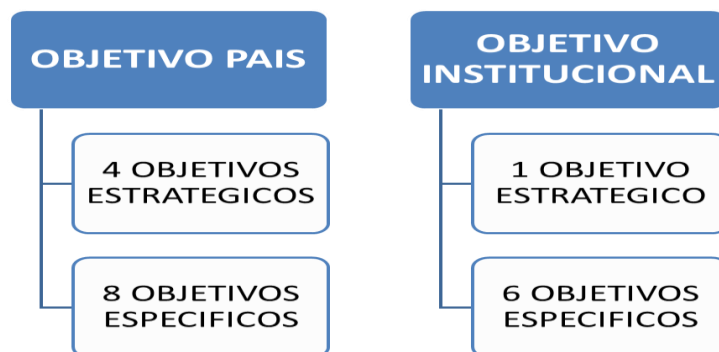 OBJETIVO PAIS
4 OBJETIVOS
ESTRATEGICOS
8 OBJETIVOS
ESPECIFICOS
OBJETIVO
INSTITUCIONAL
1 OBJETIVO
ESTRATEGICO
6 OBJETIVOS
ESPECIFICOS